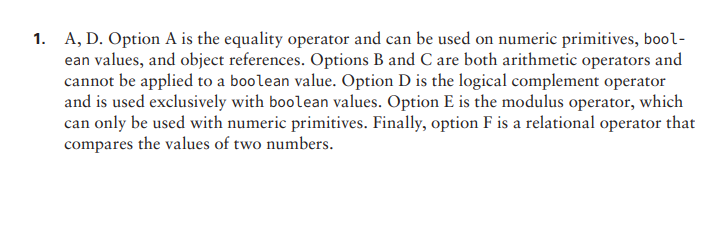 1. A, D. Option A is the equality operator and can be used on numeric primitives, bool-
ean values, and object references. Options B and C are both arithmetic operators and
cannot be applied to a boolean value. Option D is the logical complement operator
and is used exclusively with boolean values. Option E is the modulus operator, which
can only be used with numeric primitives. Finally, option F is a relational operator that
compares the values of two numbers.